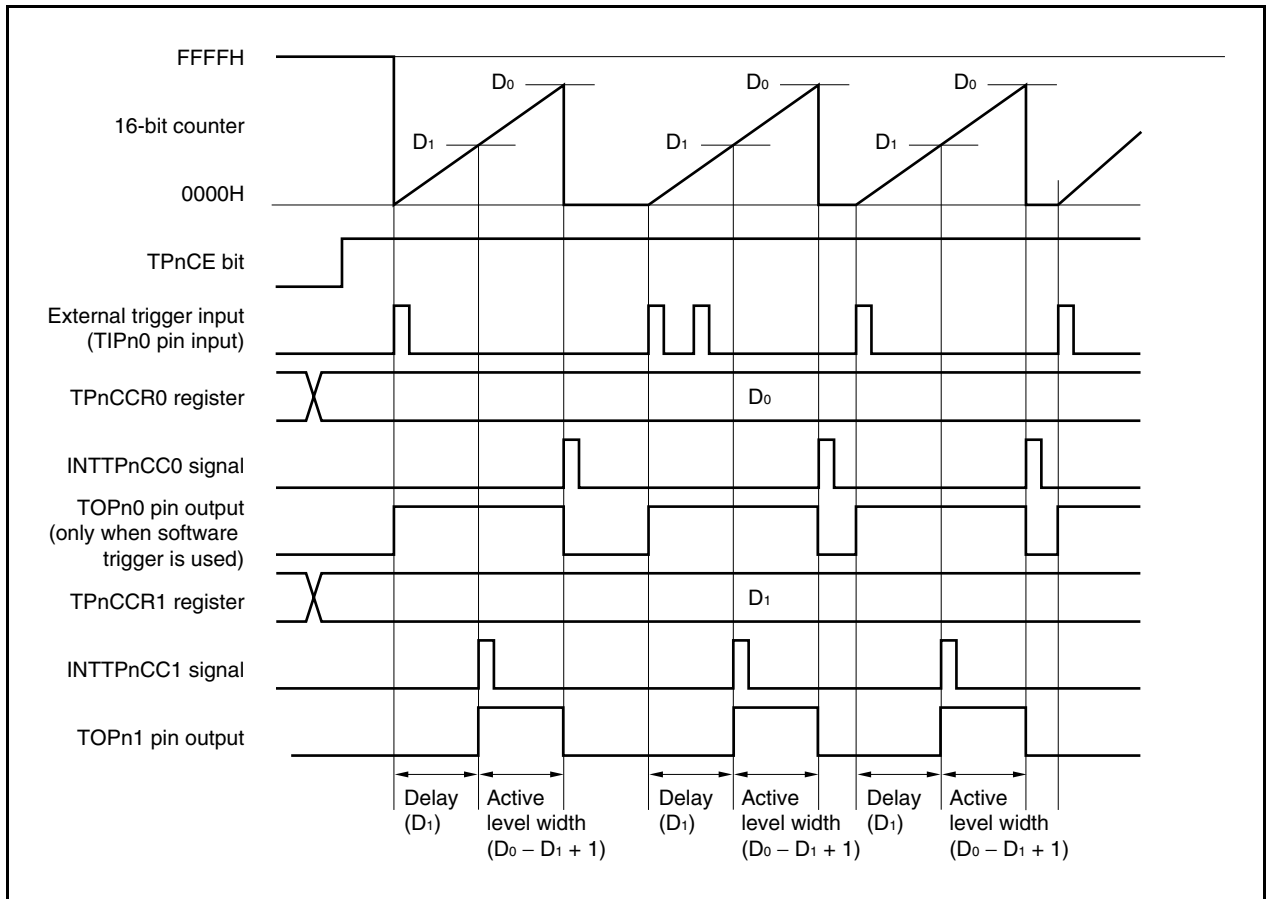 FFFFH
D0
D0
D0
16-bit counter
D1
D1
D1
0000H
TPnCE bit
External trigger input
(TIPn0 pin input)
TPnCCR0 register
D0
INTTPnCC0 signal
TOPn0 pin output
(only when software
trigger is used)
TPnCCR1 register
D1
INTTPnCC1 signal
TOPn1 pin output
Delay
(D1)
Active
level width
(D0 − D1 + 1)
Delay
(D1)
Active
level width
(D0 − D1 + 1)
Delay
(D1)
Active
level width
(D0 − D1 + 1)